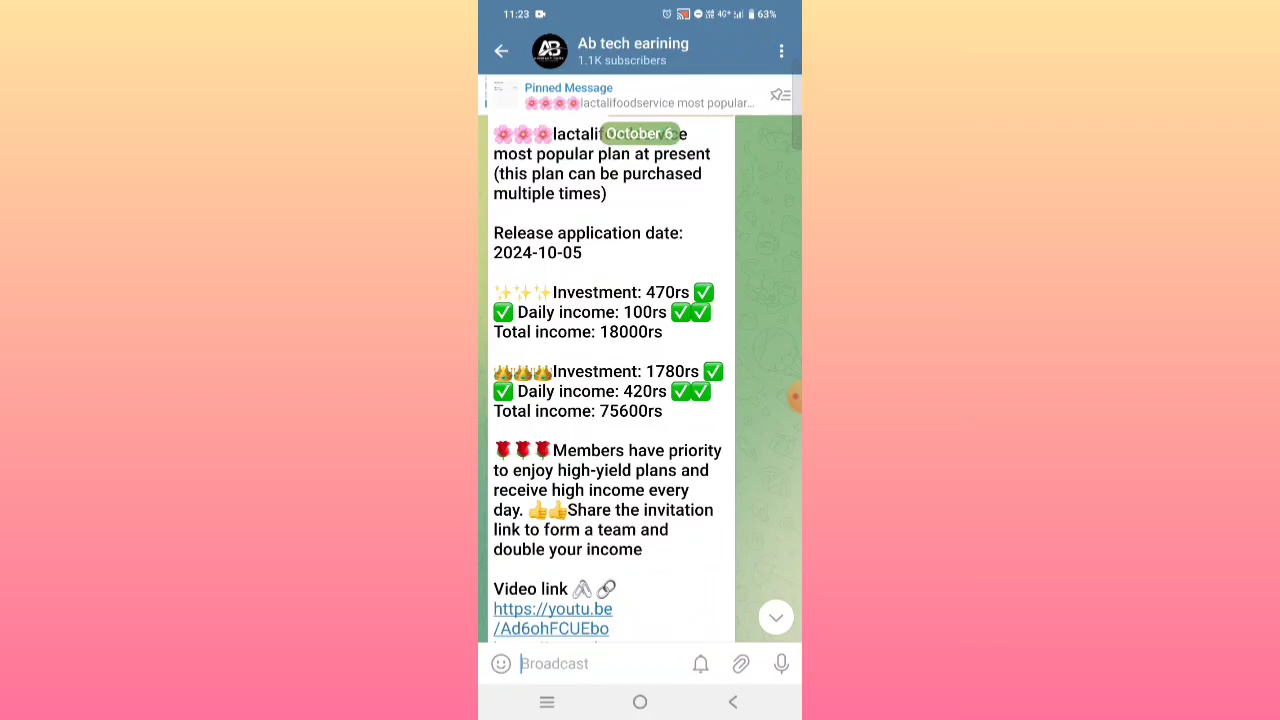 11:23
4G+ 63%
AB
Ab tech earining
1.1K subscribers
Pinned Message
🌸🌸🌸🌸lactalifoodservice most popular...
October 6
🌸🌸🌸lactalif e
most popular plan at present
(this plan can be purchased
multiple times)
Release application date:
2024-10-05
✨✨✨Investment: 470rs ✅
✅ Daily income: 100rs ✅✅
Total income: 18000rs
👑👑👑Investment: 1780rs ✅
✅ Daily income: 420rs ✅✅
Total income: 75600rs
🌹🌹🌹Members have priority
to enjoy high-yield plans and
receive high income every
day. 👍👍Share the invitation
link to form a team and
double your income
Video link 🖇🔗
https://youtu.be
/Ad6ohFCUEbo
Broadcast